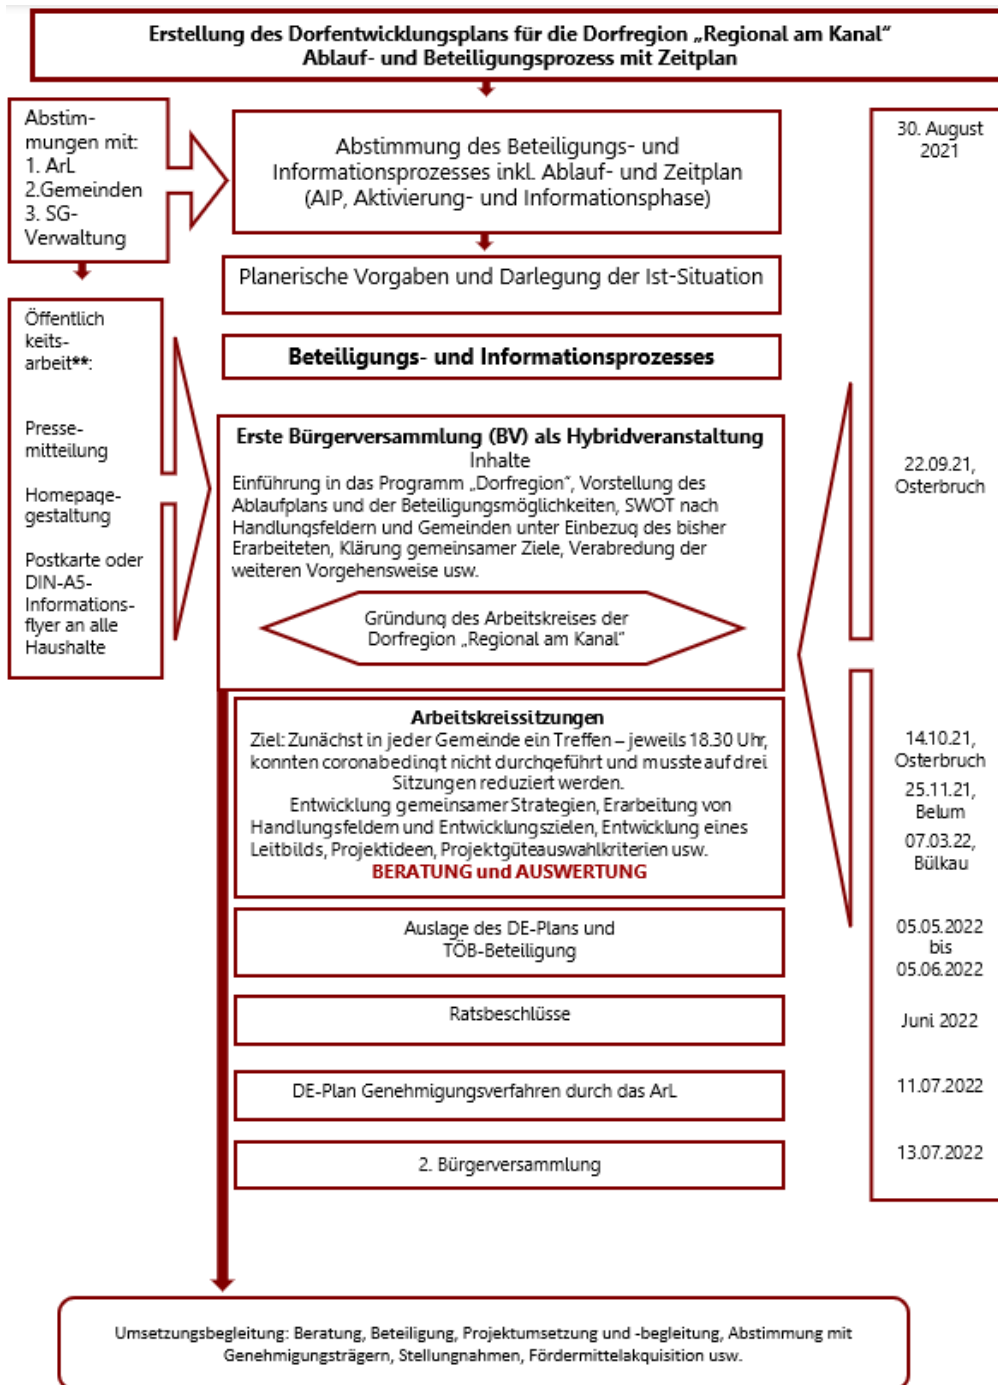 Erstellung des Dorfentwicklungsplans für die Dorfregion „Regional am Kanal“
Ablauf- und Beteiligungsprozess mit Zeitplan
Abstim-
mungen mit:
1. ArL
2.Gemeinden
3. SG-
Verwaltung
Abstimmung des Beteiligungs- und
Informationsprozesses inkl. Ablauf- und Zeitplan
(AIP, Aktivierung- und Informationsphase)
30. August
2021
Planerische Vorgaben und Darlegung der Ist-Situation
Öffentlich
keits-
arbeit**:
Presse-
mitteilung
Homepage-
gestaltung
Postkarte oder
DIN-A5-
Informations-
flyer an alle
Haushalte
Beteiligungs- und Informationsprozesses
Erste Bürgerversammlung (BV) als Hybridveranstaltung
Inhalte
Einführung in das Programm „Dorfregion“, Vorstellung des
Ablaufplans und der Beteiligungsmöglichkeiten, SWOT nach
Handlungsfeldern und Gemeinden unter Einbezug des bisher
Erarbeiteten, Klärung gemeinsamer Ziele, Verabredung der
weiteren Vorgehensweise usw.
22.09.21,
Osterbruch
Gründung des Arbeitskreises der
Dorfregion „Regional am Kanal“
Arbeitskreissitzungen
Ziel: Zunächst in jeder Gemeinde ein Treffen – jeweils 18.30 Uhr,
konnten coronabedingt nicht durchgeführt und musste auf drei
Sitzungen reduziert werden.
Entwicklung gemeinsamer Strategien, Erarbeitung von
Handlungsfeldern und Entwicklungszielen, Entwicklung eines
Leitbilds, Projektideen, Projektgüteauswahlkriterien usw.
BERATUNG und AUSWERTUNG
14.10.21,
Osterbruch
25.11.21,
Belum
07.03.22,
Bülkau
Auslage des DE-Plans und
TÖB-Beteiligung
05.05.2022
bis
05.06.2022
Ratsbeschlüsse
Juni 2022
DE-Plan Genehmigungsverfahren durch das ArL
11.07.2022
2. Bürgerversammlung
13.07.2022
Umsetzungsbegleitung: Beratung, Beteiligung, Projektumsetzung und -begleitung, Abstimmung mit
Genehmigungsträgern, Stellungnahmen, Fördermittelakquisition usw.